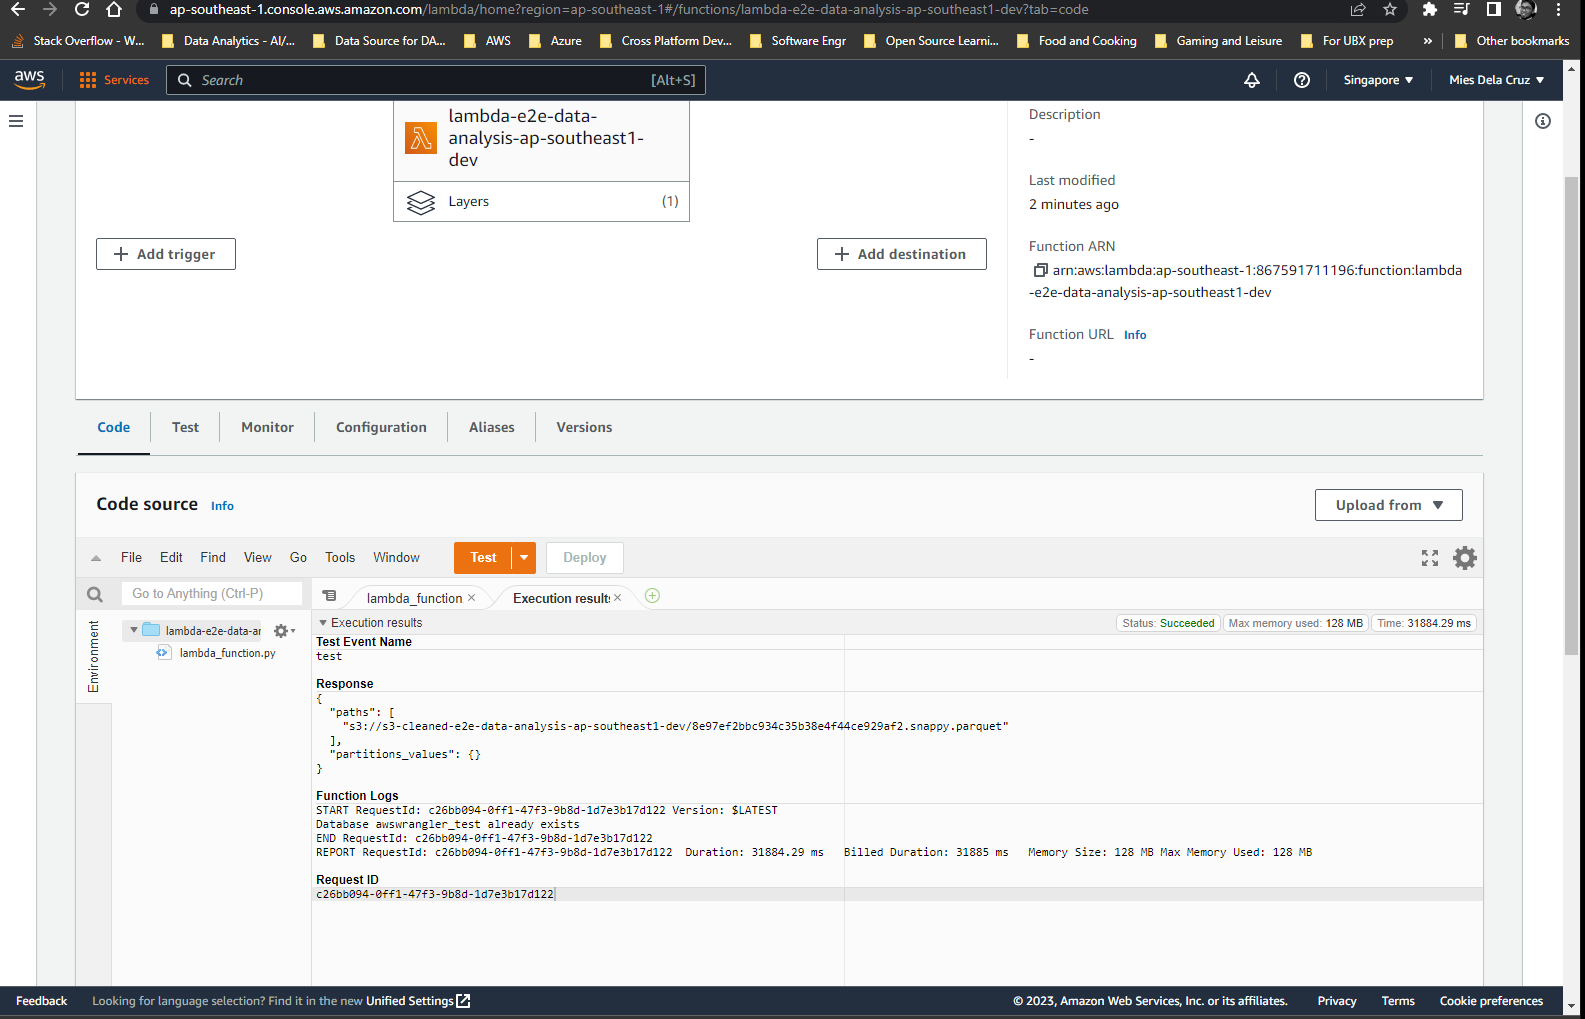 ap-southeast-1.console.aws.amazon.com/lambda/home?region=ap-southeast-1#/functions/lambda-e2e-data-analysis-ap-southeast1-dev?tab=code
Stack Overflow - W...
Data Analytics - AI/...
Data Source for DA...
AWS
Azure
Cross Platform Dev...
Software Engr
Open Source Learni...
Food and Cooking
Gaming and Leisure
For UBX prep
»
Other bookmarks
aws
Services
Search
[Alt+S]
Singapore
Mies Dela Cruz
lambda-e2e-data-
analysis-ap-southeast1-
dev
Layers
(1)
Add trigger
Add destination
Description
-
Last modified
2 minutes ago
Function ARN
arn:aws:lambda:ap-southeast-1:867591711196:function:lambda
-e2e-data-analysis-ap-southeast1-dev
Function URL Info
-
Code
Test
Monitor
Configuration
Aliases
Versions
Code source Info
Upload from
File
Edit
Find
View
Go
Tools
Window
Test
Deploy
Go to Anything (Ctrl-P)
lambda_function
Execution results
Environment
lambda-e2e-data-ar
lambda_function.py
Execution results
Status: Succeeded
Max memory used: 128 MB
Time: 31884.29 ms
Test Event Name
test
Response
{
"paths": [
"s3://s3-cleaned-e2e-data-analysis-ap-southeast1-dev/8e97ef2bbc934c35b38e4f44ce929af2.snappy.parquet"
],
"partitions_values": {}
}
Function Logs
START RequestId: c26bb094-0ff1-47f3-9b8d-1d7e3b17d122 Version: $LATEST
Database awswrangler_test already exists
END RequestId: c26bb094-0ff1-47f3-9b8d-1d7e3b17d122
REPORT RequestId: c26bb094-0ff1-47f3-9b8d-1d7e3b17d122 Duration: 31884.29 ms Billed Duration: 31885 ms Memory Size: 128 MB Max Memory Used: 128 MB
Request ID
c26bb094-0ff1-47f3-9b8d-1d7e3b17d122
Feedback
Looking for language selection? Find it in the new Unified Settings
© 2023, Amazon Web Services, Inc. or its affiliates.
Privacy
Terms
Cookie preferences